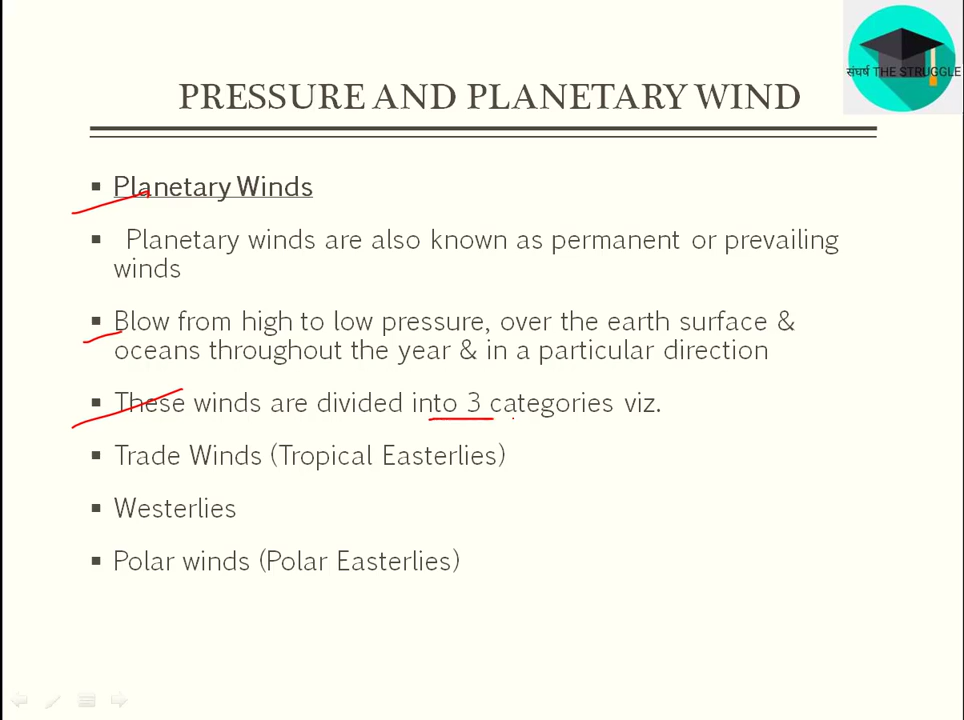 संघर्ष THE STRUGGLE
PRESSURE AND PLANETARY WIND
▪ Planetary Winds
▪ Planetary winds are also known as permanent or prevailing
winds
▪ Blow from high to low pressure, over the earth surface &
oceans throughout the year & in a particular direction
▪ These winds are divided into 3 categories viz.
▪ Trade Winds (Tropical Easterlies)
▪ Westerlies
▪ Polar winds (Polar Easterlies)